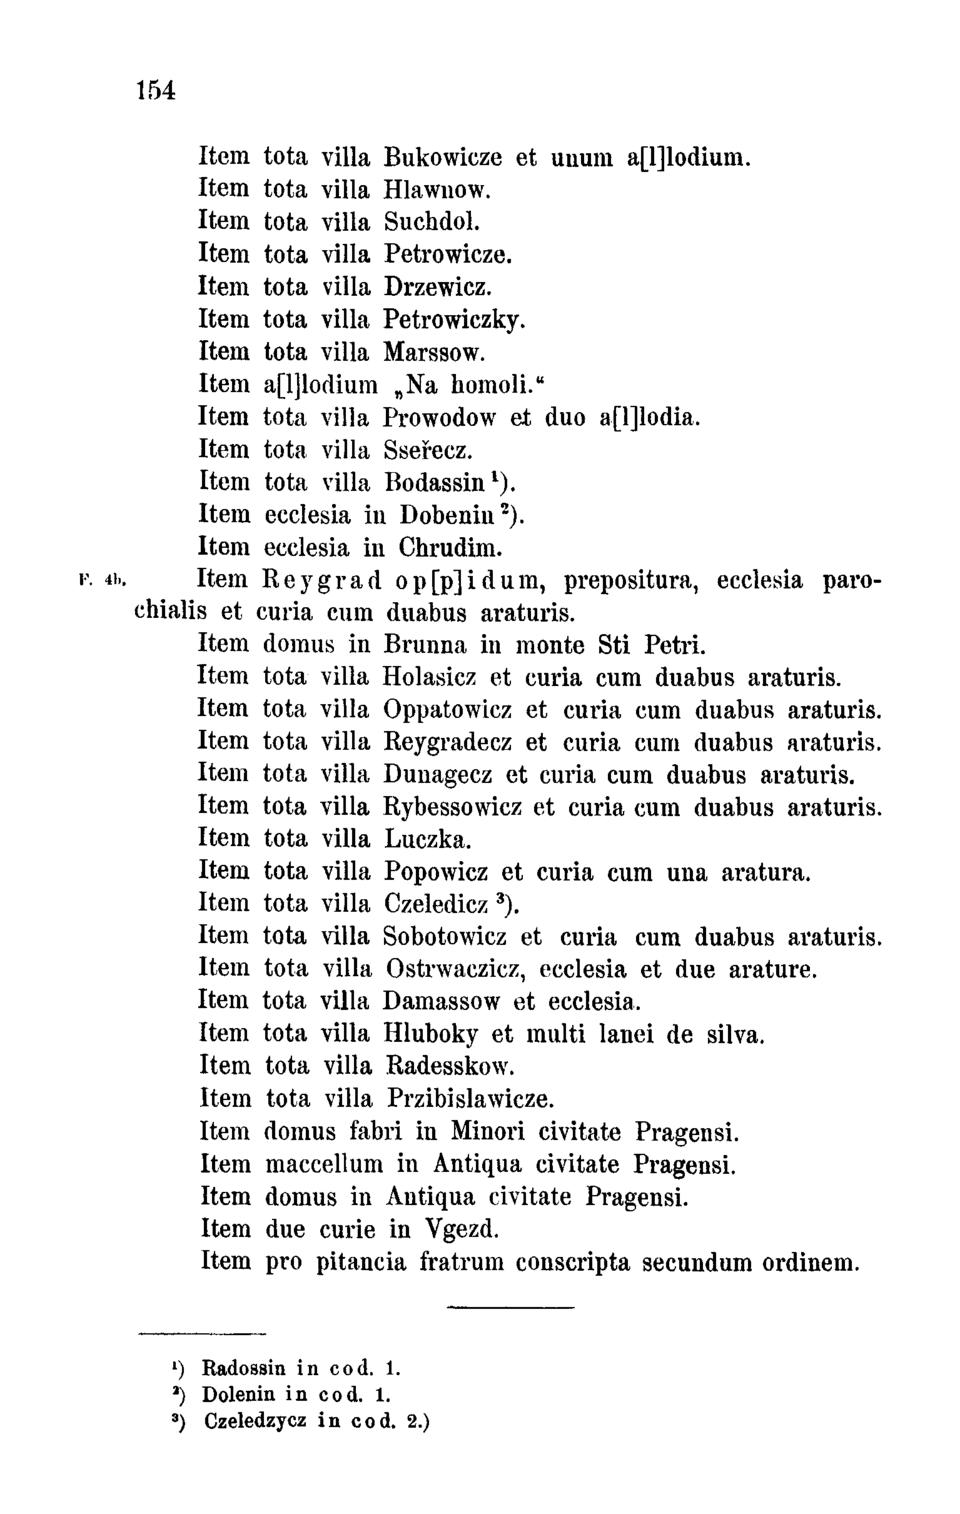 154
Item tota villa Bukowicze et unum a[l]lodium.
Item tota villa Hlawnow.
Item tota villa Suchdol.
Item tota villa Petrowicze.
Item tota villa Drzewicz.
Item tota villa Petrowiczky.
Item tota villa Marssow.
Item a[l]lodium „Na homoli.“
Item tota villa Prowodow et duo a[l]lodia.
Item tota villa Sseřecz.
Item tota villa Bodassin ¹).
Item ecclesia in Dobenin ²).
Item ecclesia in Chrudim.
F. 4b. Item Reygrad op[p]idum, prepositura, ecclesia paro-
chialis et curia cum duabus araturis.
Item domus in Brunna in monte Sti Petri.
Item tota villa Holasicz et curia cum duabus araturis.
Item tota villa Oppatowicz et curia cum duabus araturis.
Item tota villa Reygradecz et curia cum duabus araturis.
Item tota villa Dunagecz et curia cum duabus araturis.
Item tota villa Rybessowicz et curia cum duabus araturis.
Item tota villa Luczka.
Item tota villa Popowicz et curia cum una aratura.
Item tota villa Czeledicz ³).
Item tota villa Sobotowicz et curia cum duabus araturis.
Item tota villa Ostrwaczicz, ecclesia et due arature.
Item tota villa Damassow et ecclesia.
Item tota villa Hluboky et multi lanei de silva.
Item tota villa Radesskow.
Item tota villa Przibislawicze.
Item domus fabri in Minori civitate Pragensi.
Item maccellum in Antiqua civitate Pragensi.
Item domus in Antiqua civitate Pragensi.
Item due curie in Vgezd.
Item pro pitancia fratrum conscripta secundum ordinem.
¹) Radossin in cod. 1.
²) Dolenin in cod. 1.
³) Czeledzycz in cod. 2.)